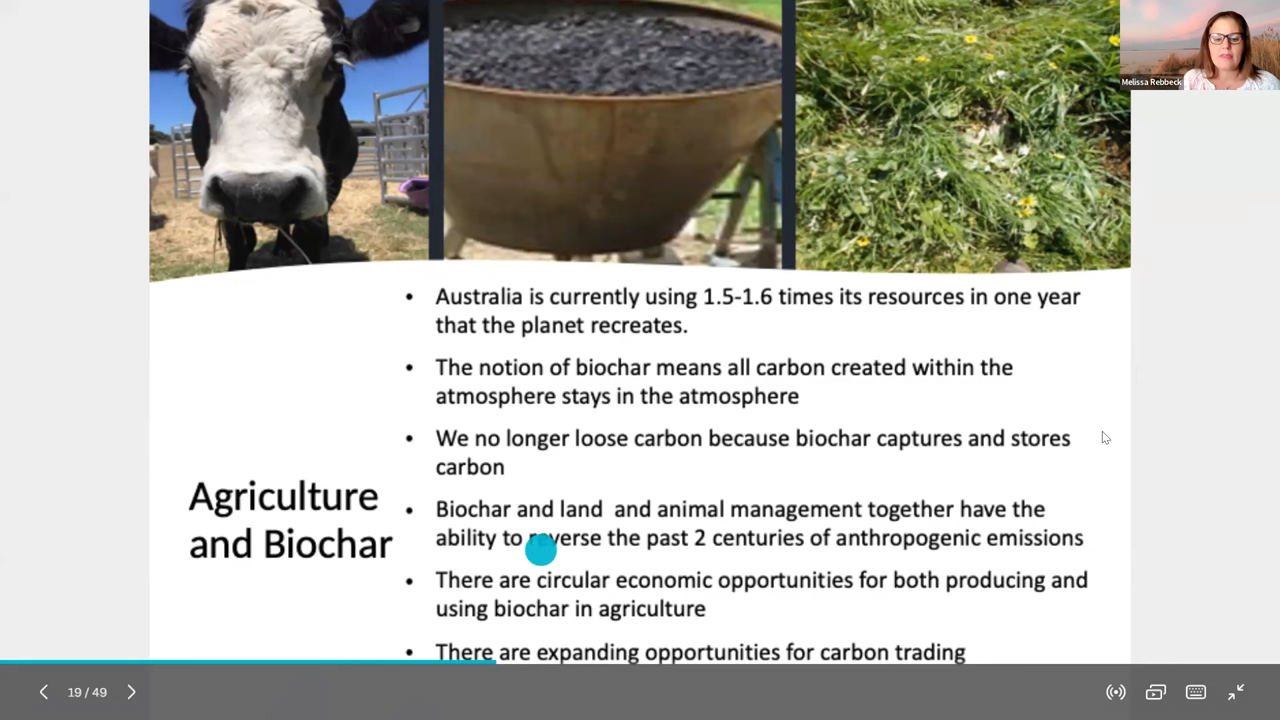 Melissa Rebbeck
Australia is currently using 1.5-1.6 times its resources in one year
that the planet recreates.
The notion of biochar means all carbon created within the
atmosphere stays in the atmosphere
We no longer loose carbon because biochar captures and stores
carbon
Agriculture
and Biochar
Biochar and land and animal management together have the
ability to reverse the past 2 centuries of anthropogenic emissions
There are circular economic opportunities for both producing and
using biochar in agriculture
There are expanding opportunities for carbon trading
19 / 49